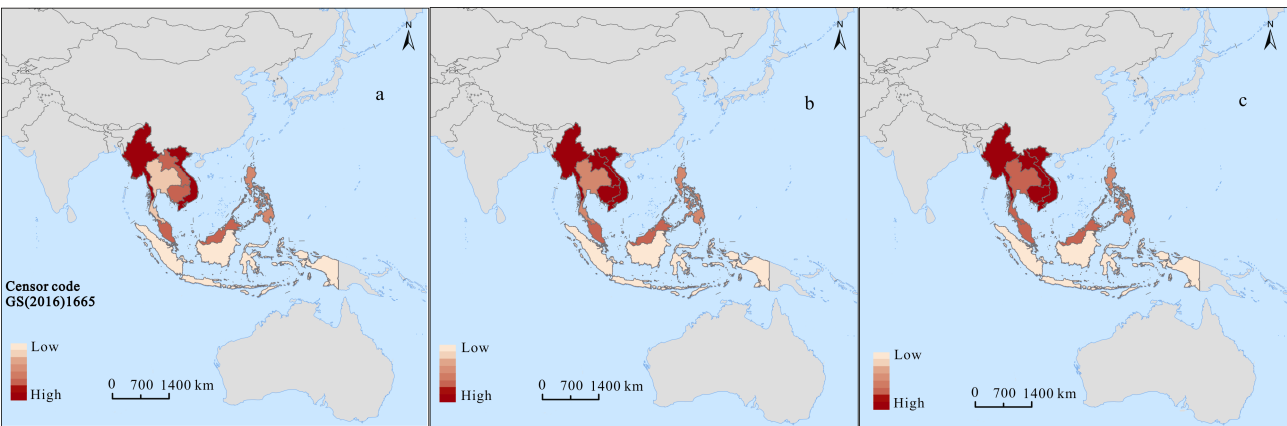 N
a
Censor code
GS(2016)1665
Low
High
0 700 1400 km
N
b
Low
High
0 700 1400 km
N
c
Low
High
0 700 1400 km